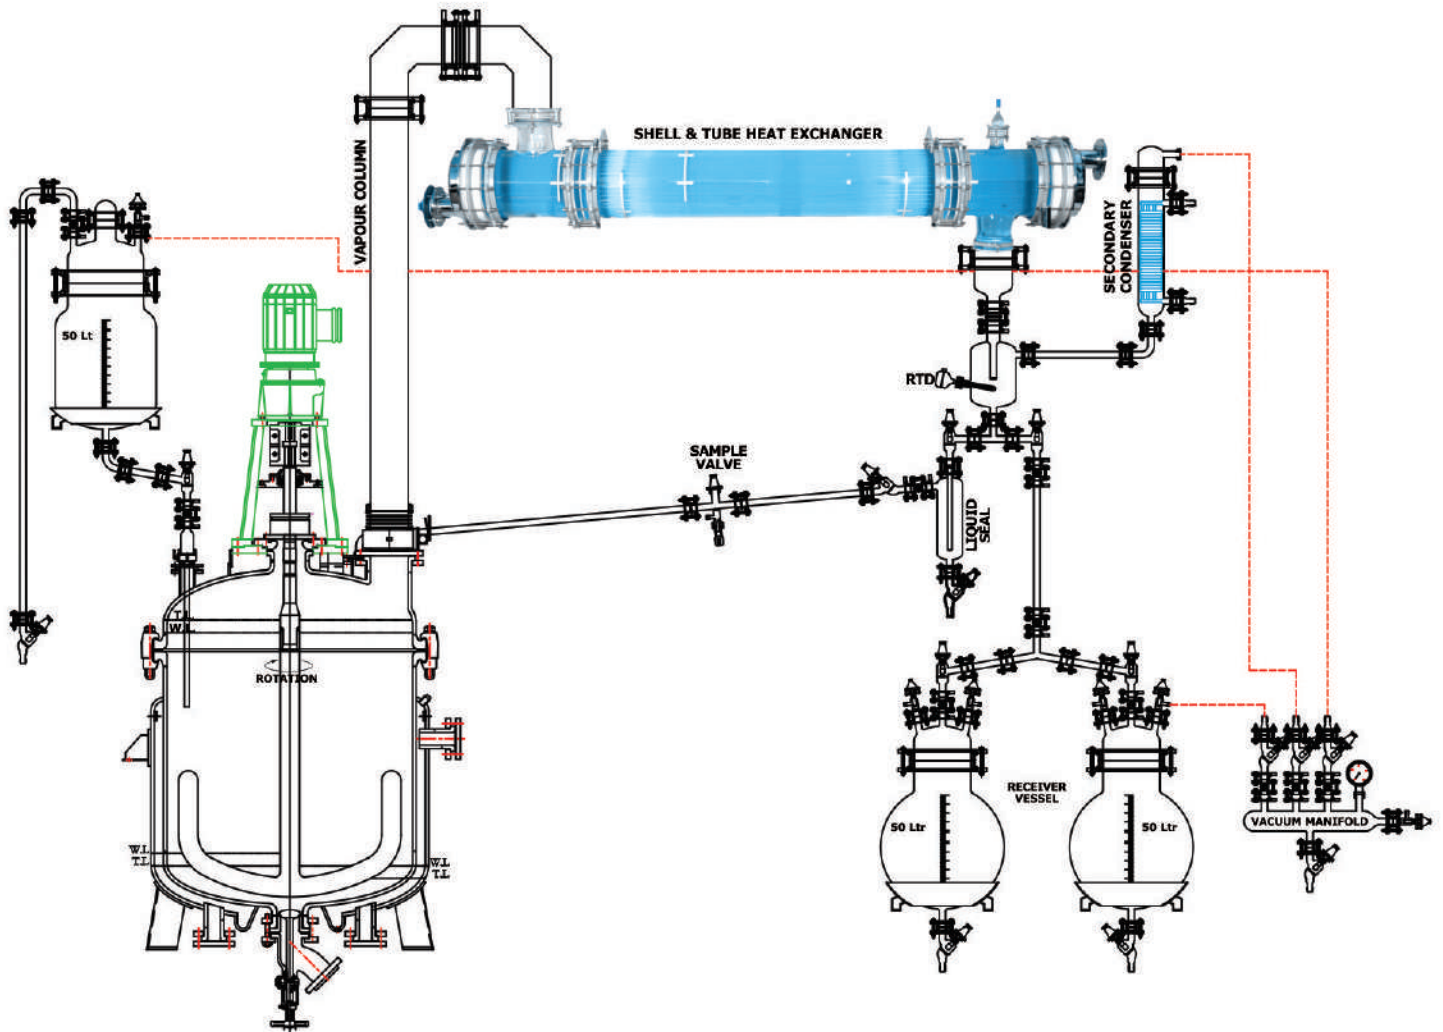 SHELL & TUBE HEAT EXCHANGER
VAPOUR COLUMN
SECONDARY
CONDENSER
50 Lt
RTD
SAMPLE
VALVE
LIQUID
SEAL
T.L.
W.L.
ROTATION
RECEIVER
VESSEL
50 Ltr
50 Ltr
VACUUM MANIFOLD
W.L
T.L.
W.L
T.L.